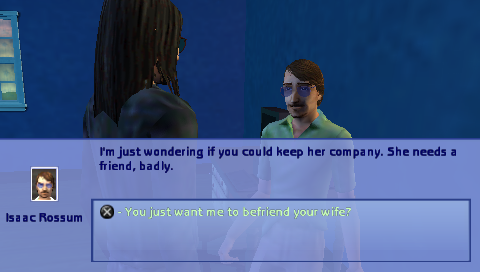 I'm just wondering if you could keep her company. She needs a
friend, badly.
Isaac Rossum
X - You just want me to befriend your wife?